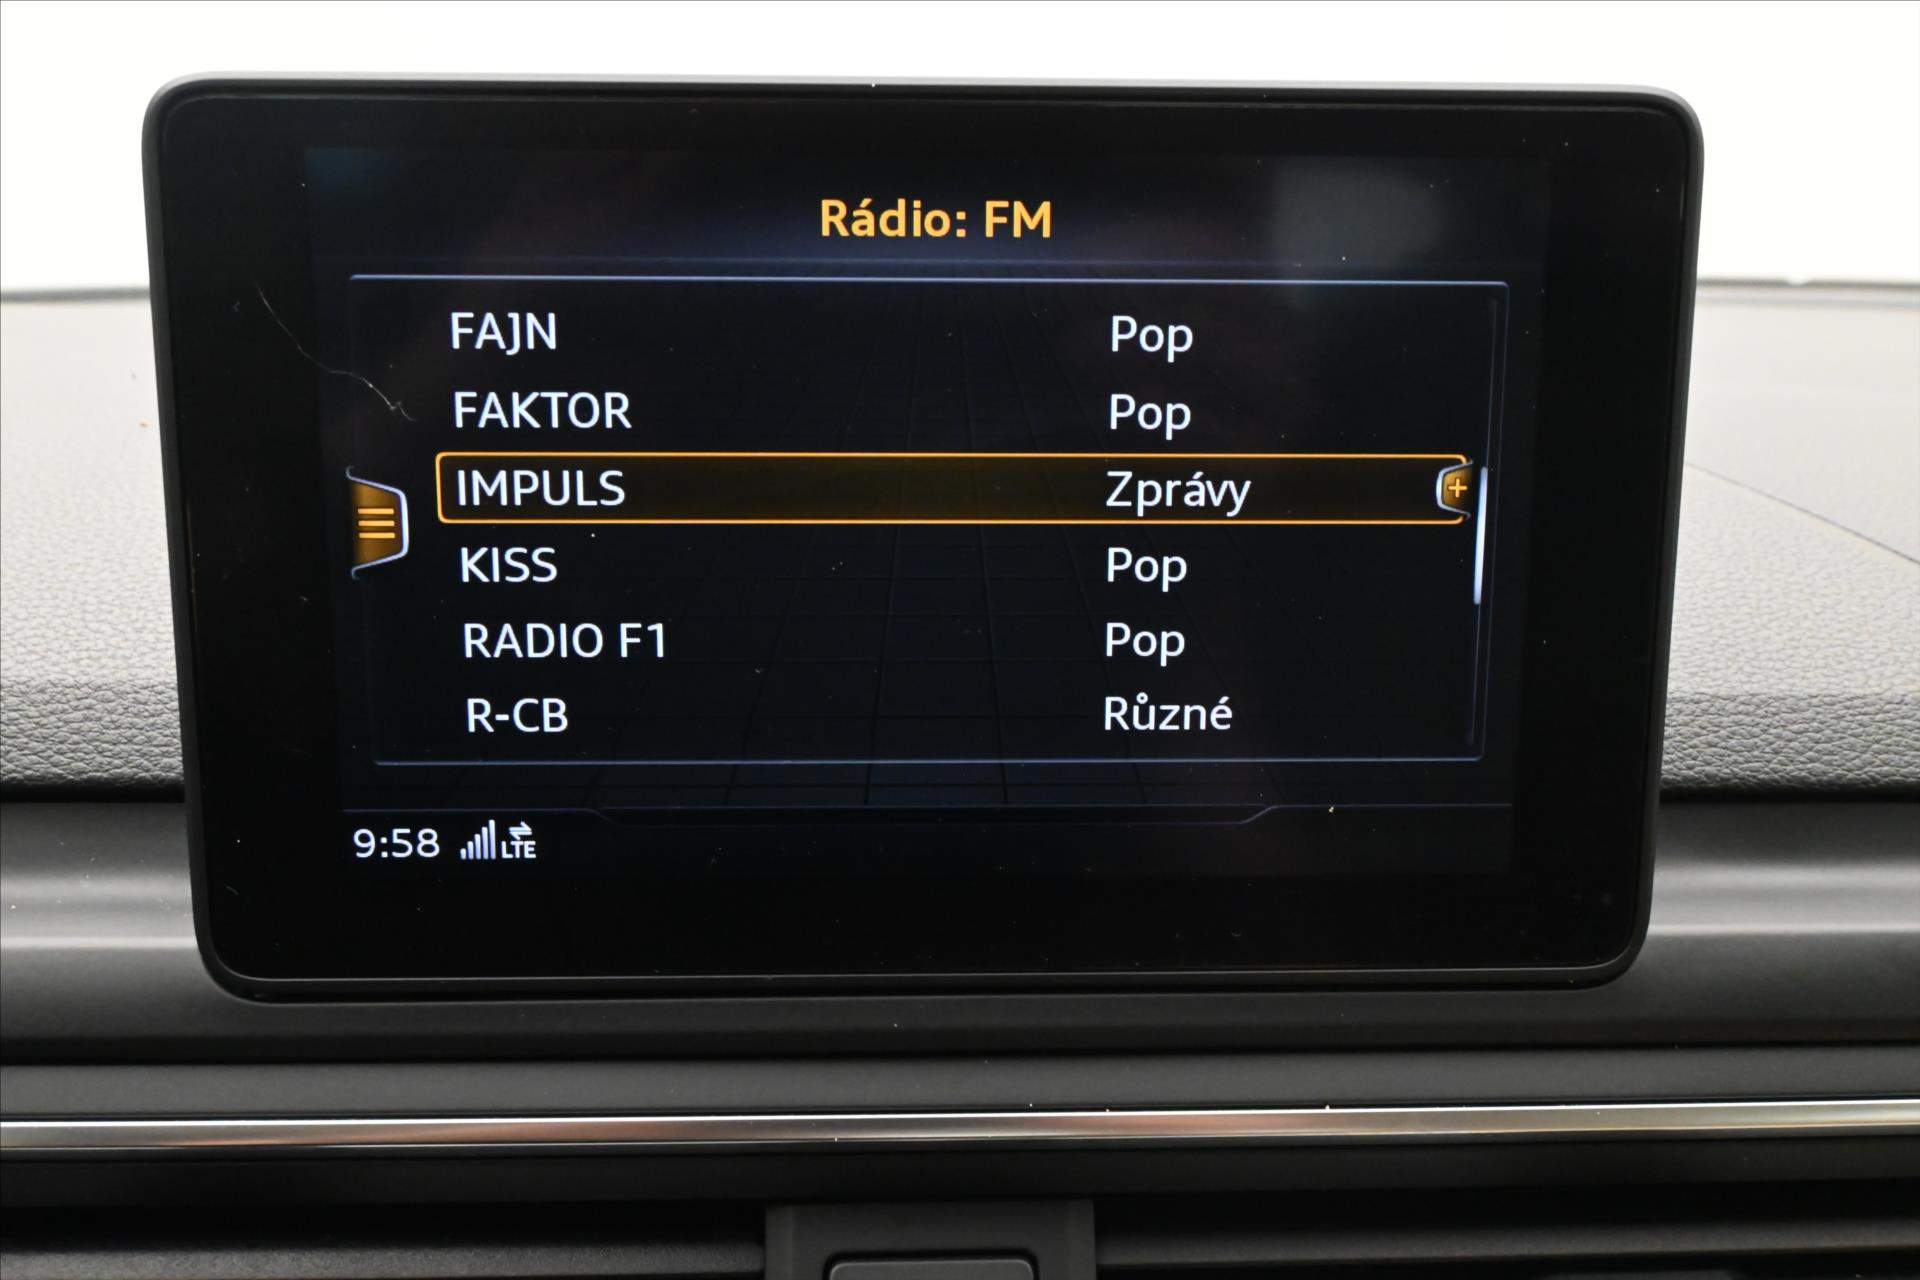 Rádio: FM
FAJN Pop
FAKTOR Pop
IMPULS Zprávy +
KISS Pop
RADIO F1 Pop
R-CB Různé
9:58 LTE